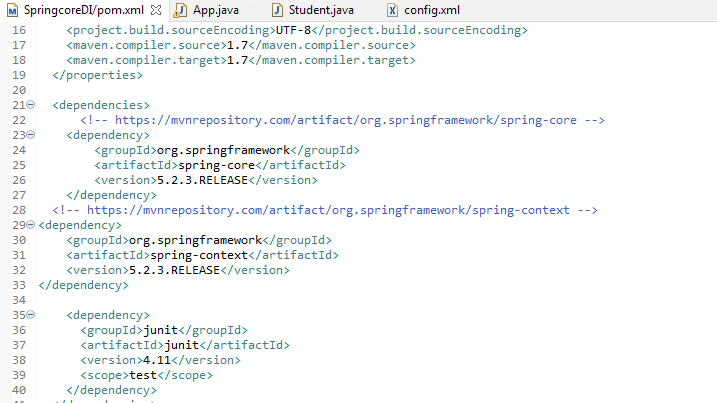 SpringcoreDI/pom.xml App.java Student.java config.xml
16 <project.build.sourceEncoding>UTF-8</project.build.sourceEncoding>
17 <maven.compiler.source>1.7</maven.compiler.source>
18 <maven.compiler.target>1.7</maven.compiler.target>
19 </properties>
20
21 <dependencies>
22 <!-- https://mvnrepository.com/artifact/org.springframework/spring-core -->
23 <dependency>
24 <groupId>org.springframework</groupId>
25 <artifactId>spring-core</artifactId>
26 <version>5.2.3.RELEASE</version>
27 </dependency>
28 <!-- https://mvnrepository.com/artifact/org.springframework/spring-context -->
29 <dependency>
30 <groupId>org.springframework</groupId>
31 <artifactId>spring-context</artifactId>
32 <version>5.2.3.RELEASE</version>
33 </dependency>
34
35 <dependency>
36 <groupId>junit</groupId>
37 <artifactId>junit</artifactId>
38 <version>4.11</version>
39 <scope>test</scope>
40 </dependency>